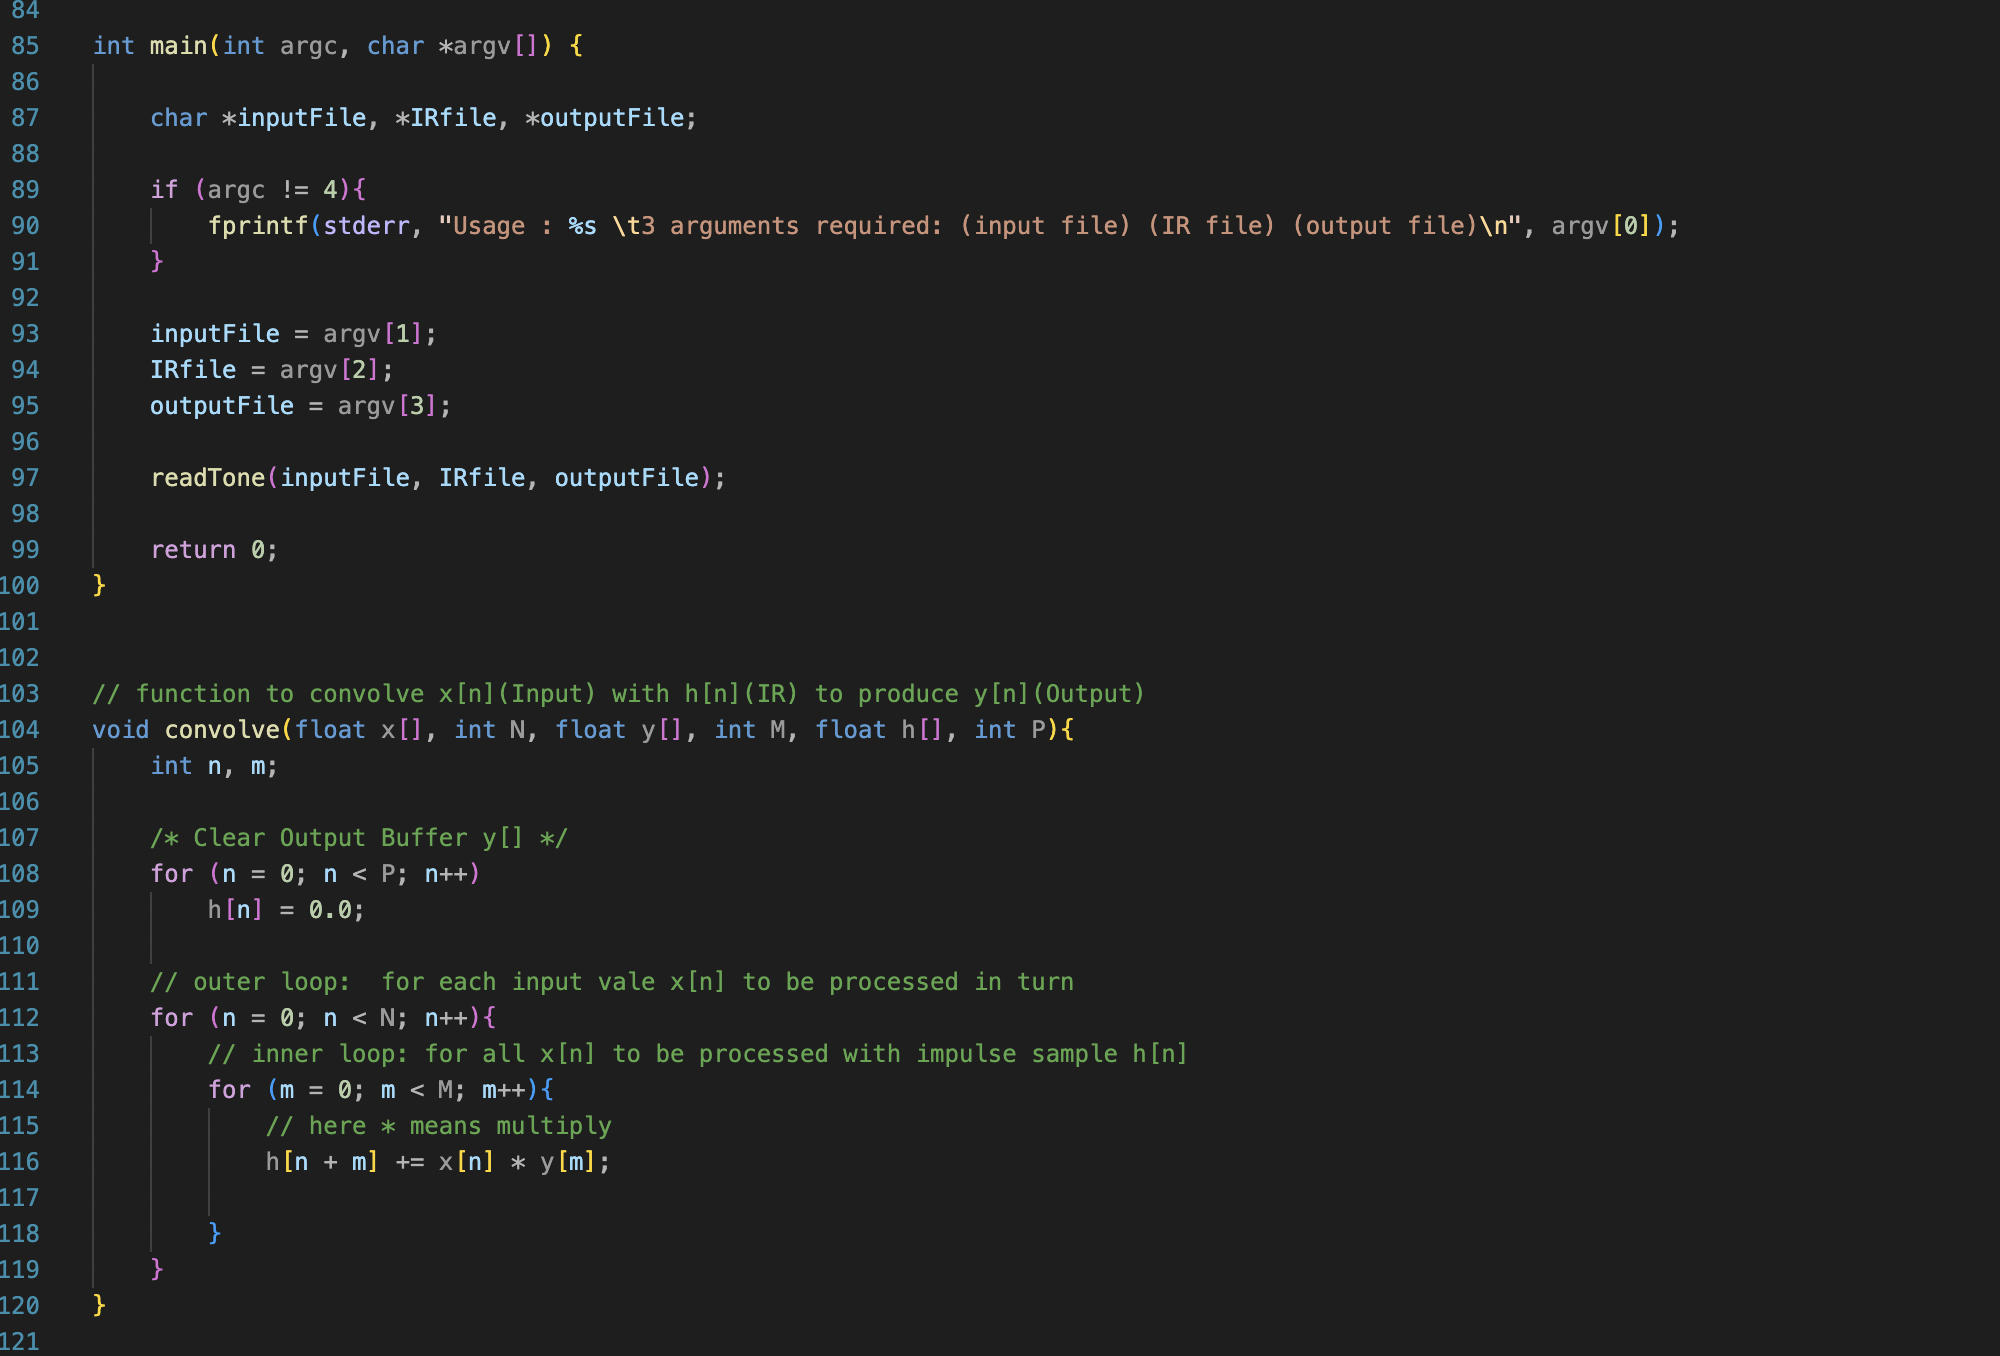 84
85 int main(int argc, char *argv[]) {
86
87 char *inputFile, *IRfile, *outputFile;
88
89 if (argc != 4){
90 fprintf(stderr, "Usage : %s \t3 arguments required: (input file) (IR file) (output file)\n", argv[0]);
91 }
92
93 inputFile = argv[1];
94 IRfile = argv[2];
95 outputFile = argv[3];
96
97 readTone(inputFile, IRfile, outputFile);
98
99 return 0;
100 }
101
102
103 // function to convolve x[n](Input) with h[n](IR) to produce y[n](Output)
104 void convolve(float x[], int N, float y[], int M, float h[], int P){
105 int n, m;
106
107 /* Clear Output Buffer y[] */
108 for (n = 0; n < P; n++)
109 h[n] = 0.0;
110
111 // outer loop:  for each input vale x[n] to be processed in turn
112 for (n = 0; n < N; n++){
113 // inner loop: for all x[n] to be processed with impulse sample h[n]
114 for (m = 0; m < M; m++){
115 // here * means multiply
116 h[n + m] += x[n] * y[m];
117
118 }
119 }
120 }
121